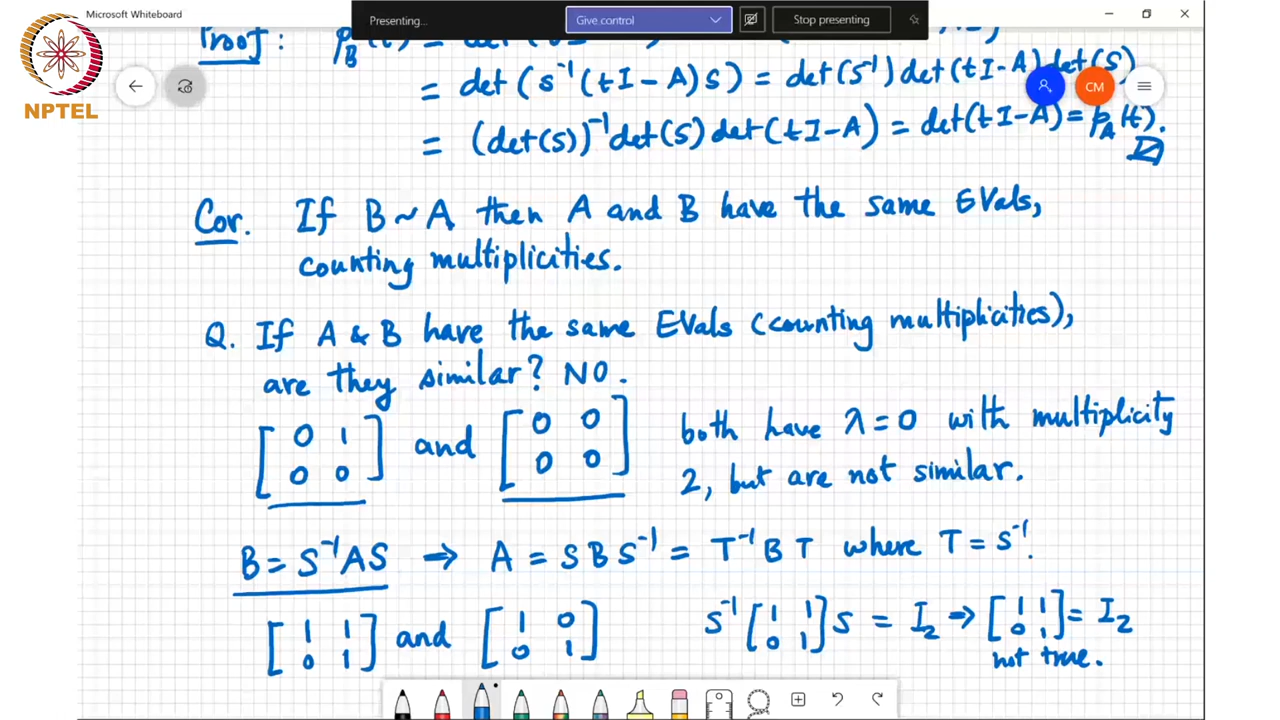 Microsoft Whiteboard
Presenting...
Give control
Stop presenting
NPTEL
CM
Proof :
= det (S⁻¹(tI-A)S) = det(S⁻¹) det(tI-A) det(S)
= (det(S))⁻¹ det(S) det(tI-A) = det(tI-A) = p_A(t).
Cor. If B ~ A then A and B have the same EVals,
counting multiplicities.
Q. If A & B have the same EVals (counting multiplicities),
are they similar? NO.
[0 1; 0 0] and [0 0; 0 0] both have λ = 0 with multiplicity
2, but are not similar.
B = S⁻¹AS → A = SBS⁻¹ = T⁻¹BT where T = S⁻¹.
[1 1; 0 1] and [1 0; 0 1] S⁻¹[1 1; 0 1]S = I₂ → [1 1; 0 1] = I₂
not true.